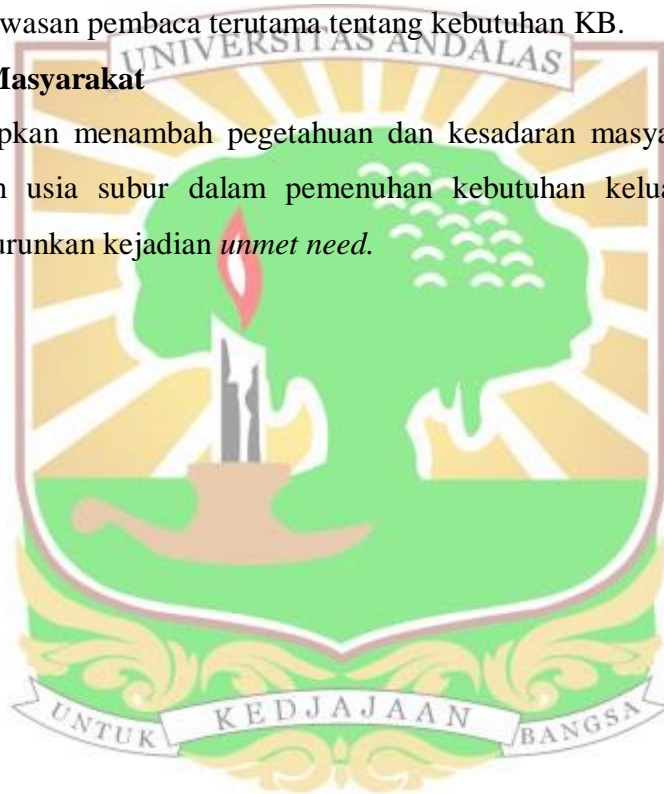 wasan pembaca terutama tentang kebutuhan KB.
UNIVERSITAS ANDALAS
Masyarakat
pkan menambah pegetahuan dan kesadaran masya
usia subur dalam pemenuhan kebutuhan kelua
urunkan kejadian unmet need.
UNTUK KEDJAJAAN BANGSA